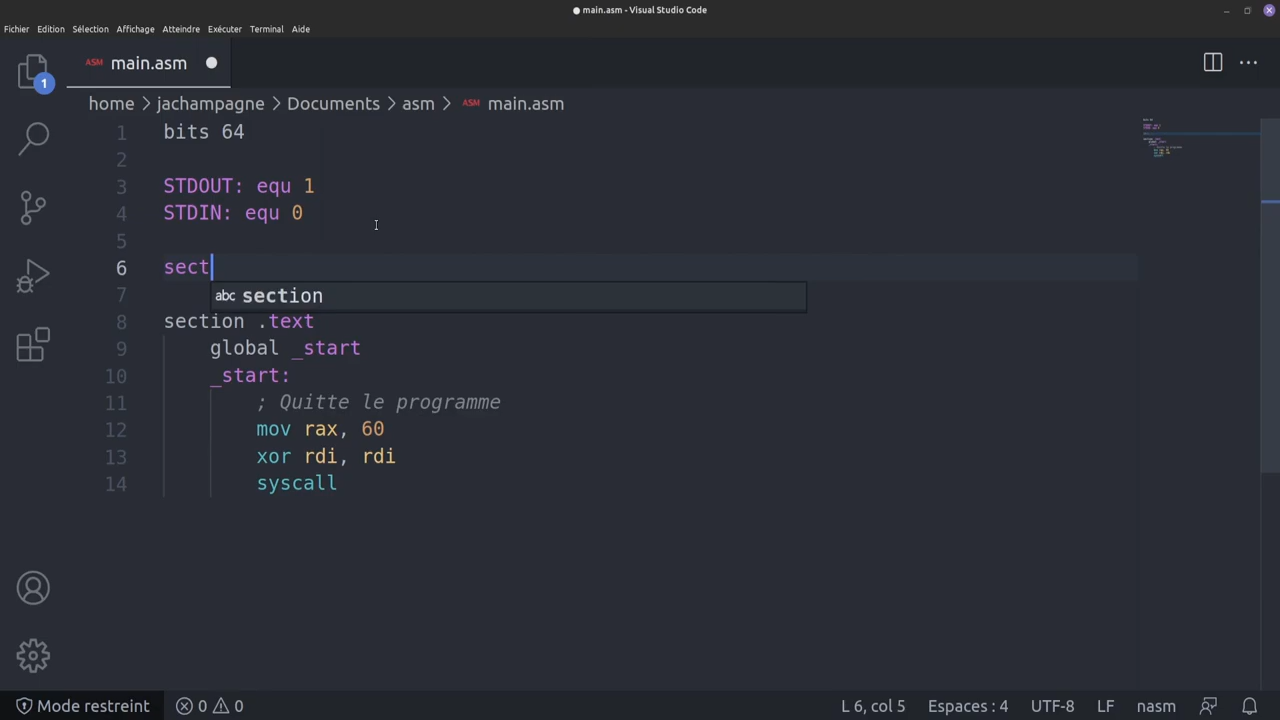 ● main.asm - Visual Studio Code
Fichier Edition Sélection Affichage Atteindre Exécuter Terminal Aide
1
ASM main.asm ●
home > jachampagne > Documents > asm > ASM main.asm
1 bits 64
2
3 STDOUT: equ 1
4 STDIN: equ 0
5
6 sect
abc section
7
8 section .text
9 global _start
10 _start:
11 ; Quitte le programme
12 mov rax, 60
13 xor rdi, rdi
14 syscall
Mode restreint 0 0 L 6, col 5 Espaces : 4 UTF-8 LF nasm